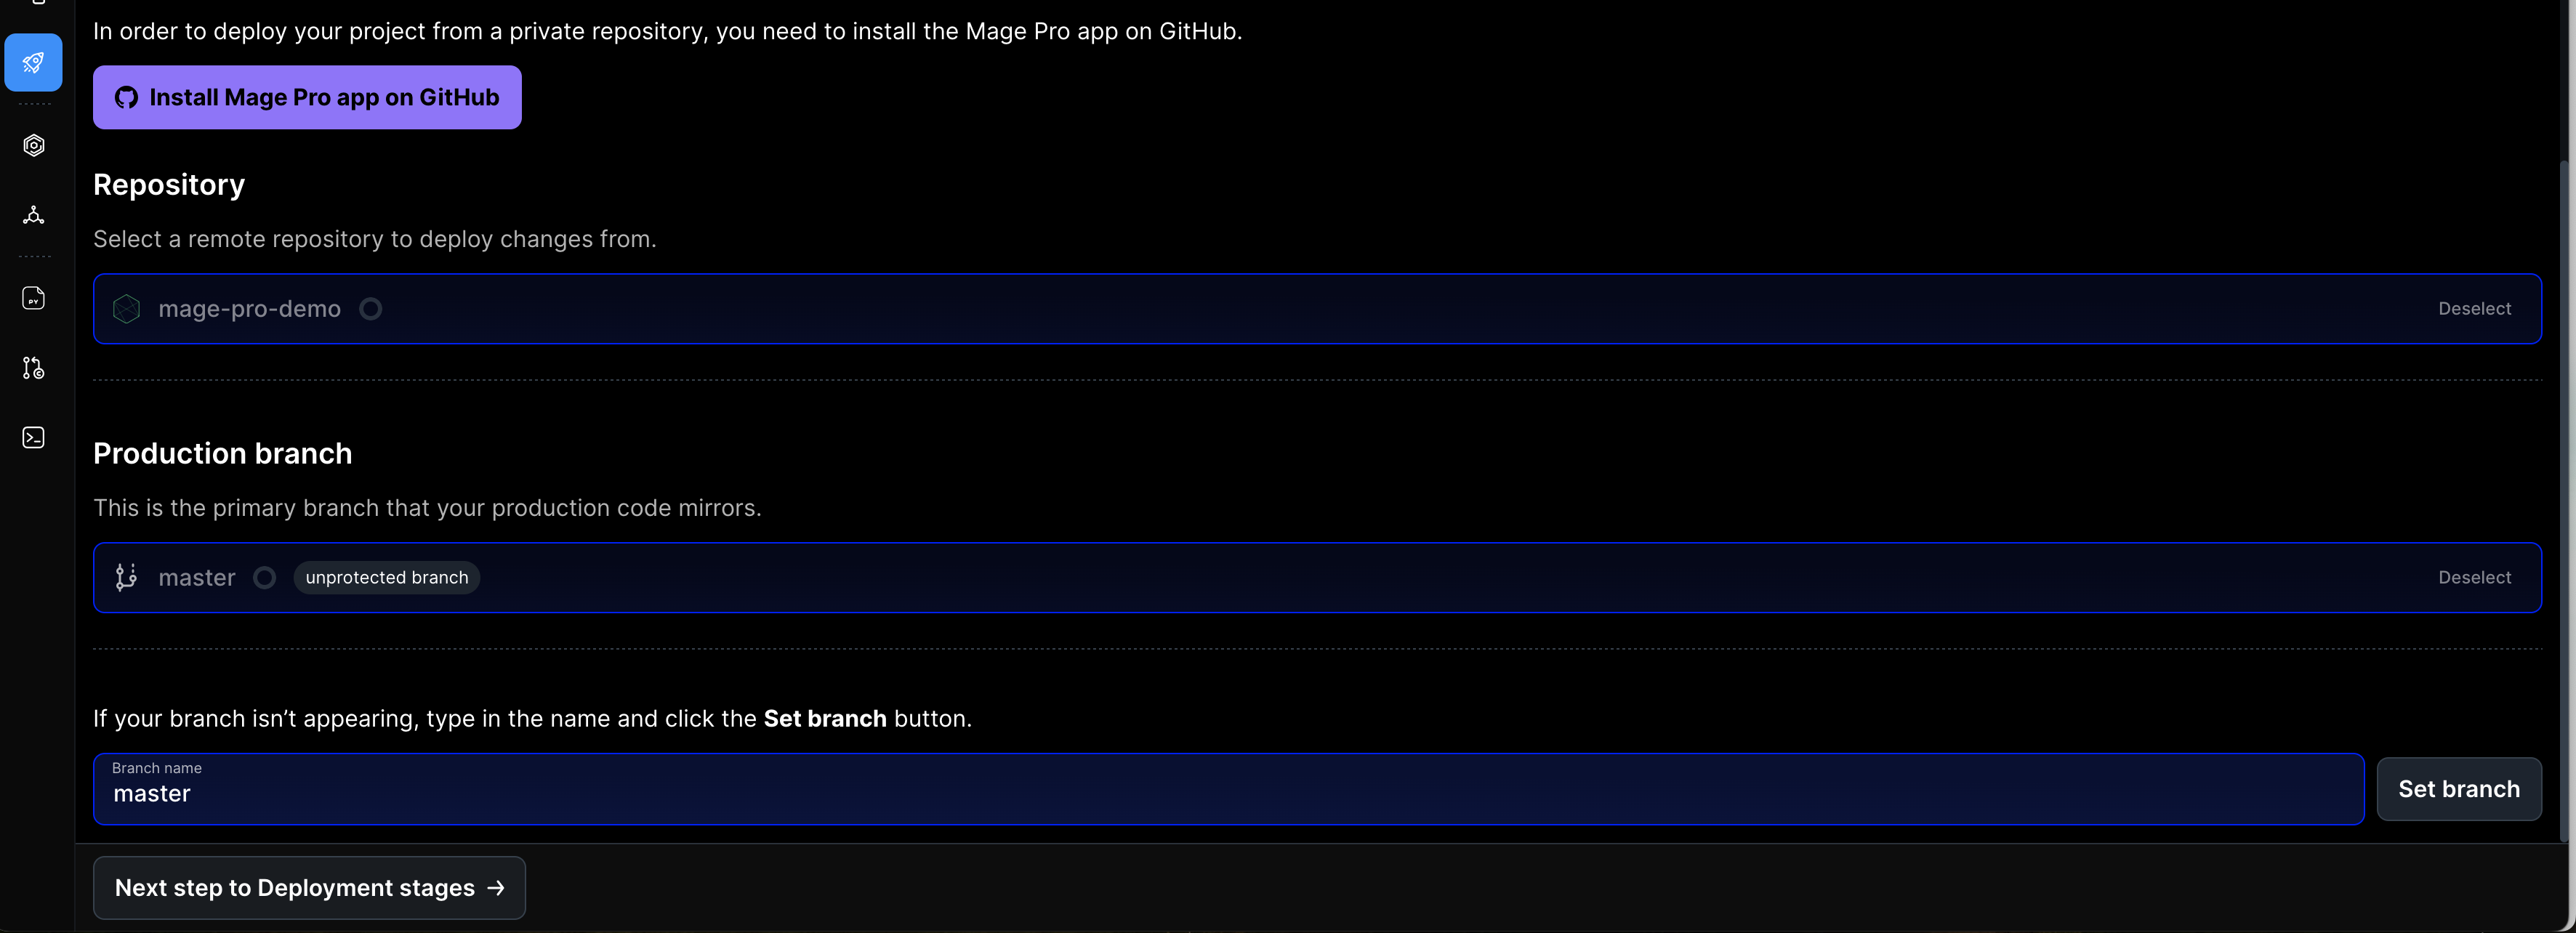 In order to deploy your project from a private repository, you need to install the Mage Pro app on GitHub.
Install Mage Pro app on GitHub
Repository
Select a remote repository to deploy changes from.
mage-pro-demo Deselect
Production branch
This is the primary branch that your production code mirrors.
master unprotected branch Deselect
If your branch isn’t appearing, type in the name and click the Set branch button.
Branch name
master
Set branch
Next step to Deployment stages →
PY